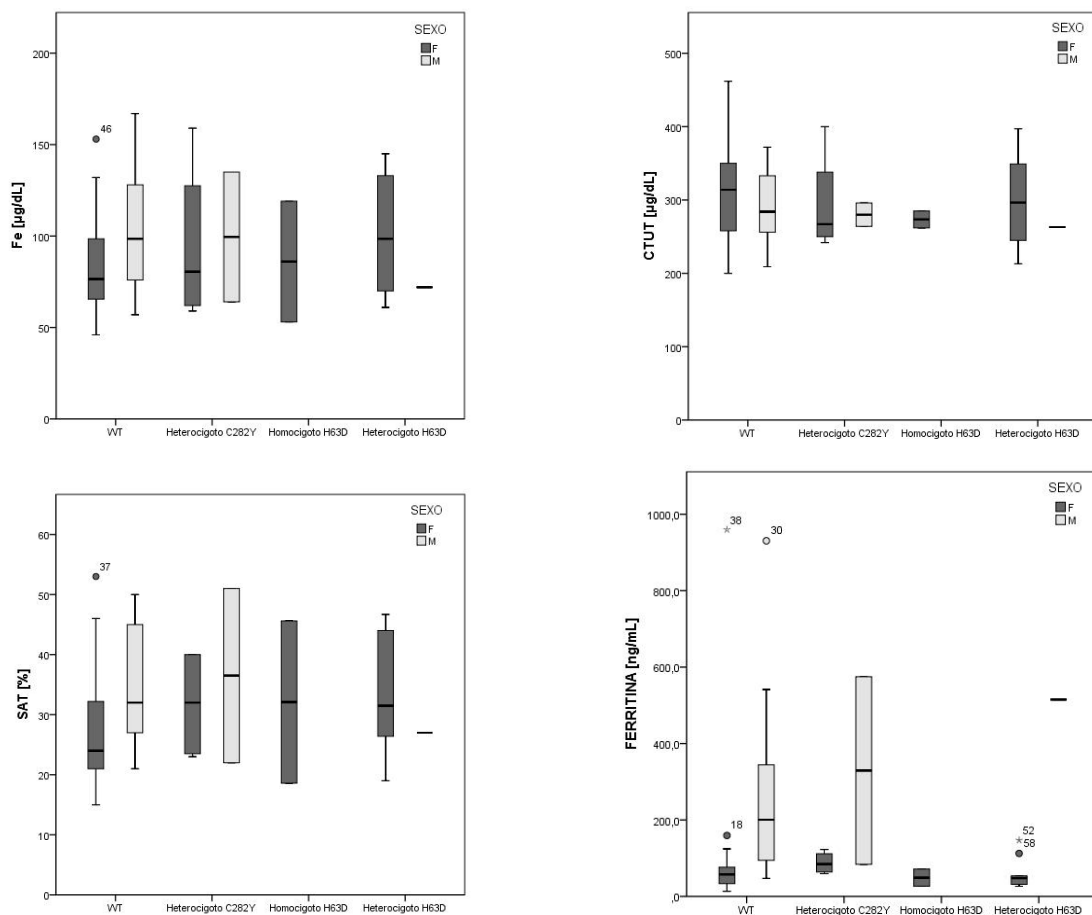 SEXO
F
M
200
150
100
50
0
Fe [µg/dL]
46
WT
Heterocigoto C282Y
Homocigoto H63D
Heterocigoto H63D
SEXO
F
M
500
400
300
200
100
0
CTUT [µg/dL]
WT
Heterocigoto C282Y
Homocigoto H63D
Heterocigoto H63D
SEXO
F
M
60
50
40
30
20
10
0
SAT [%]
37
WT
Heterocigoto C282Y
Homocigoto H63D
Heterocigoto H63D
SEXO
F
M
1000,0
800,0
600,0
400,0
200,0
,0
FERRITINA [ng/mL]
38
30
18
52
58
WT
Heterocigoto C282Y
Homocigoto H63D
Heterocigoto H63D